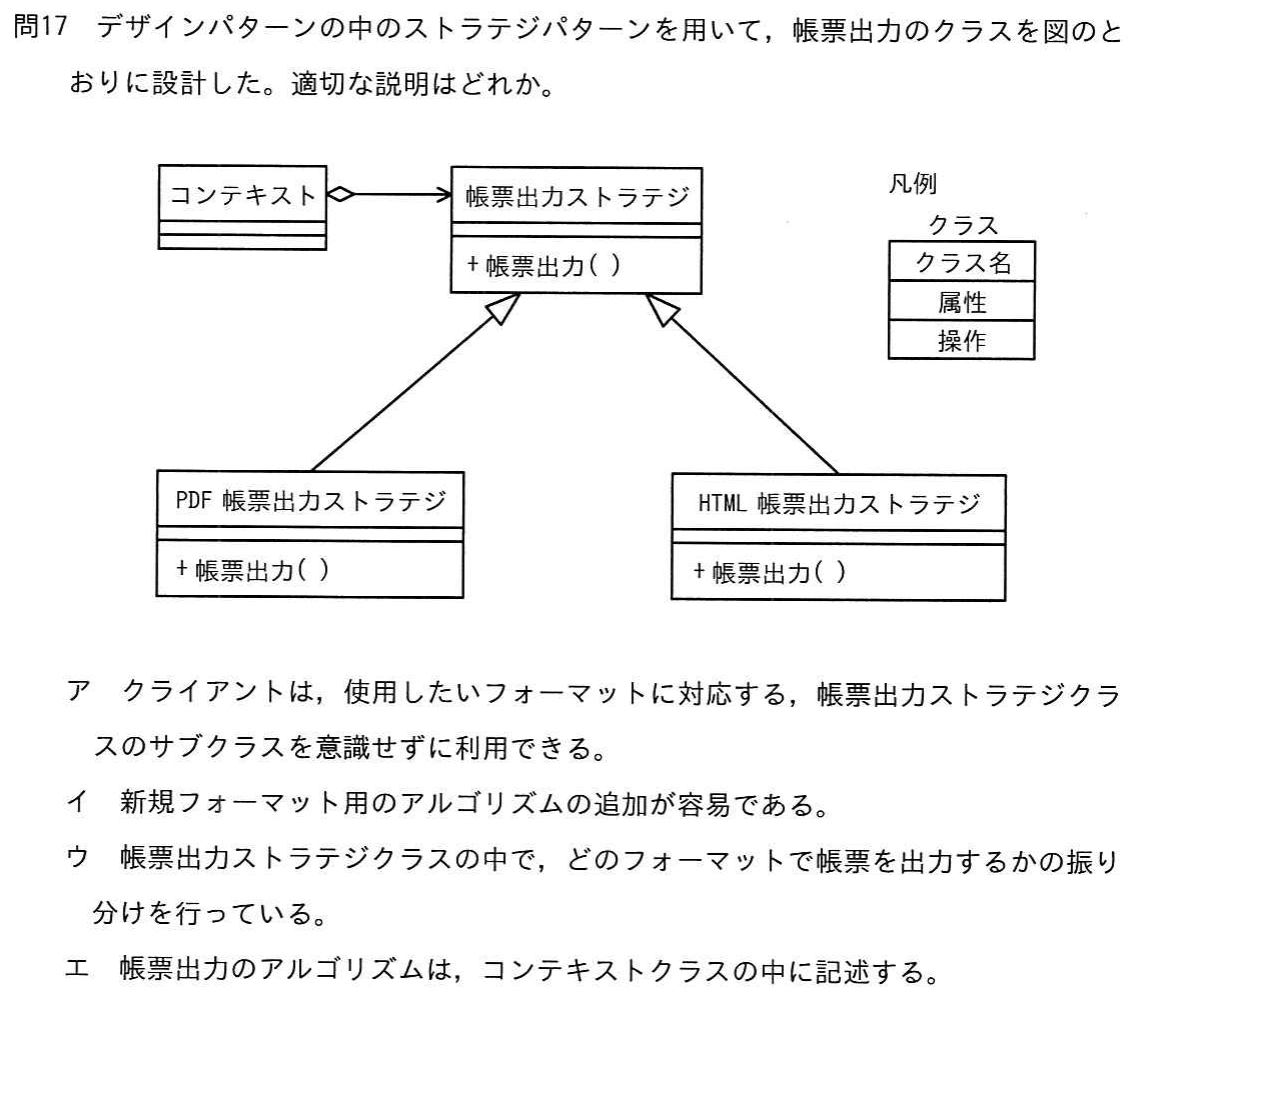 問17 デザインパターンの中のストラテジパターンを用いて，帳票出力のクラスを図のと
おりに設計した。適切な説明はどれか。
コンテキスト
帳票出力ストラテジ
+帳票出力( )
凡例
クラス
クラス名
属性
操作
PDF 帳票出力ストラテジ
+帳票出力( )
HTML 帳票出力ストラテジ
+帳票出力( )
ア クライアントは，使用したいフォーマットに対応する，帳票出力ストラテジクラ
スのサブクラスを意識せずに利用できる。
イ 新規フォーマット用のアルゴリズムの追加が容易である。
ウ 帳票出力ストラテジクラスの中で，どのフォーマットで帳票を出力するかの振り
分けを行っている。
エ 帳票出力のアルゴリズムは，コンテキストクラスの中に記述する。